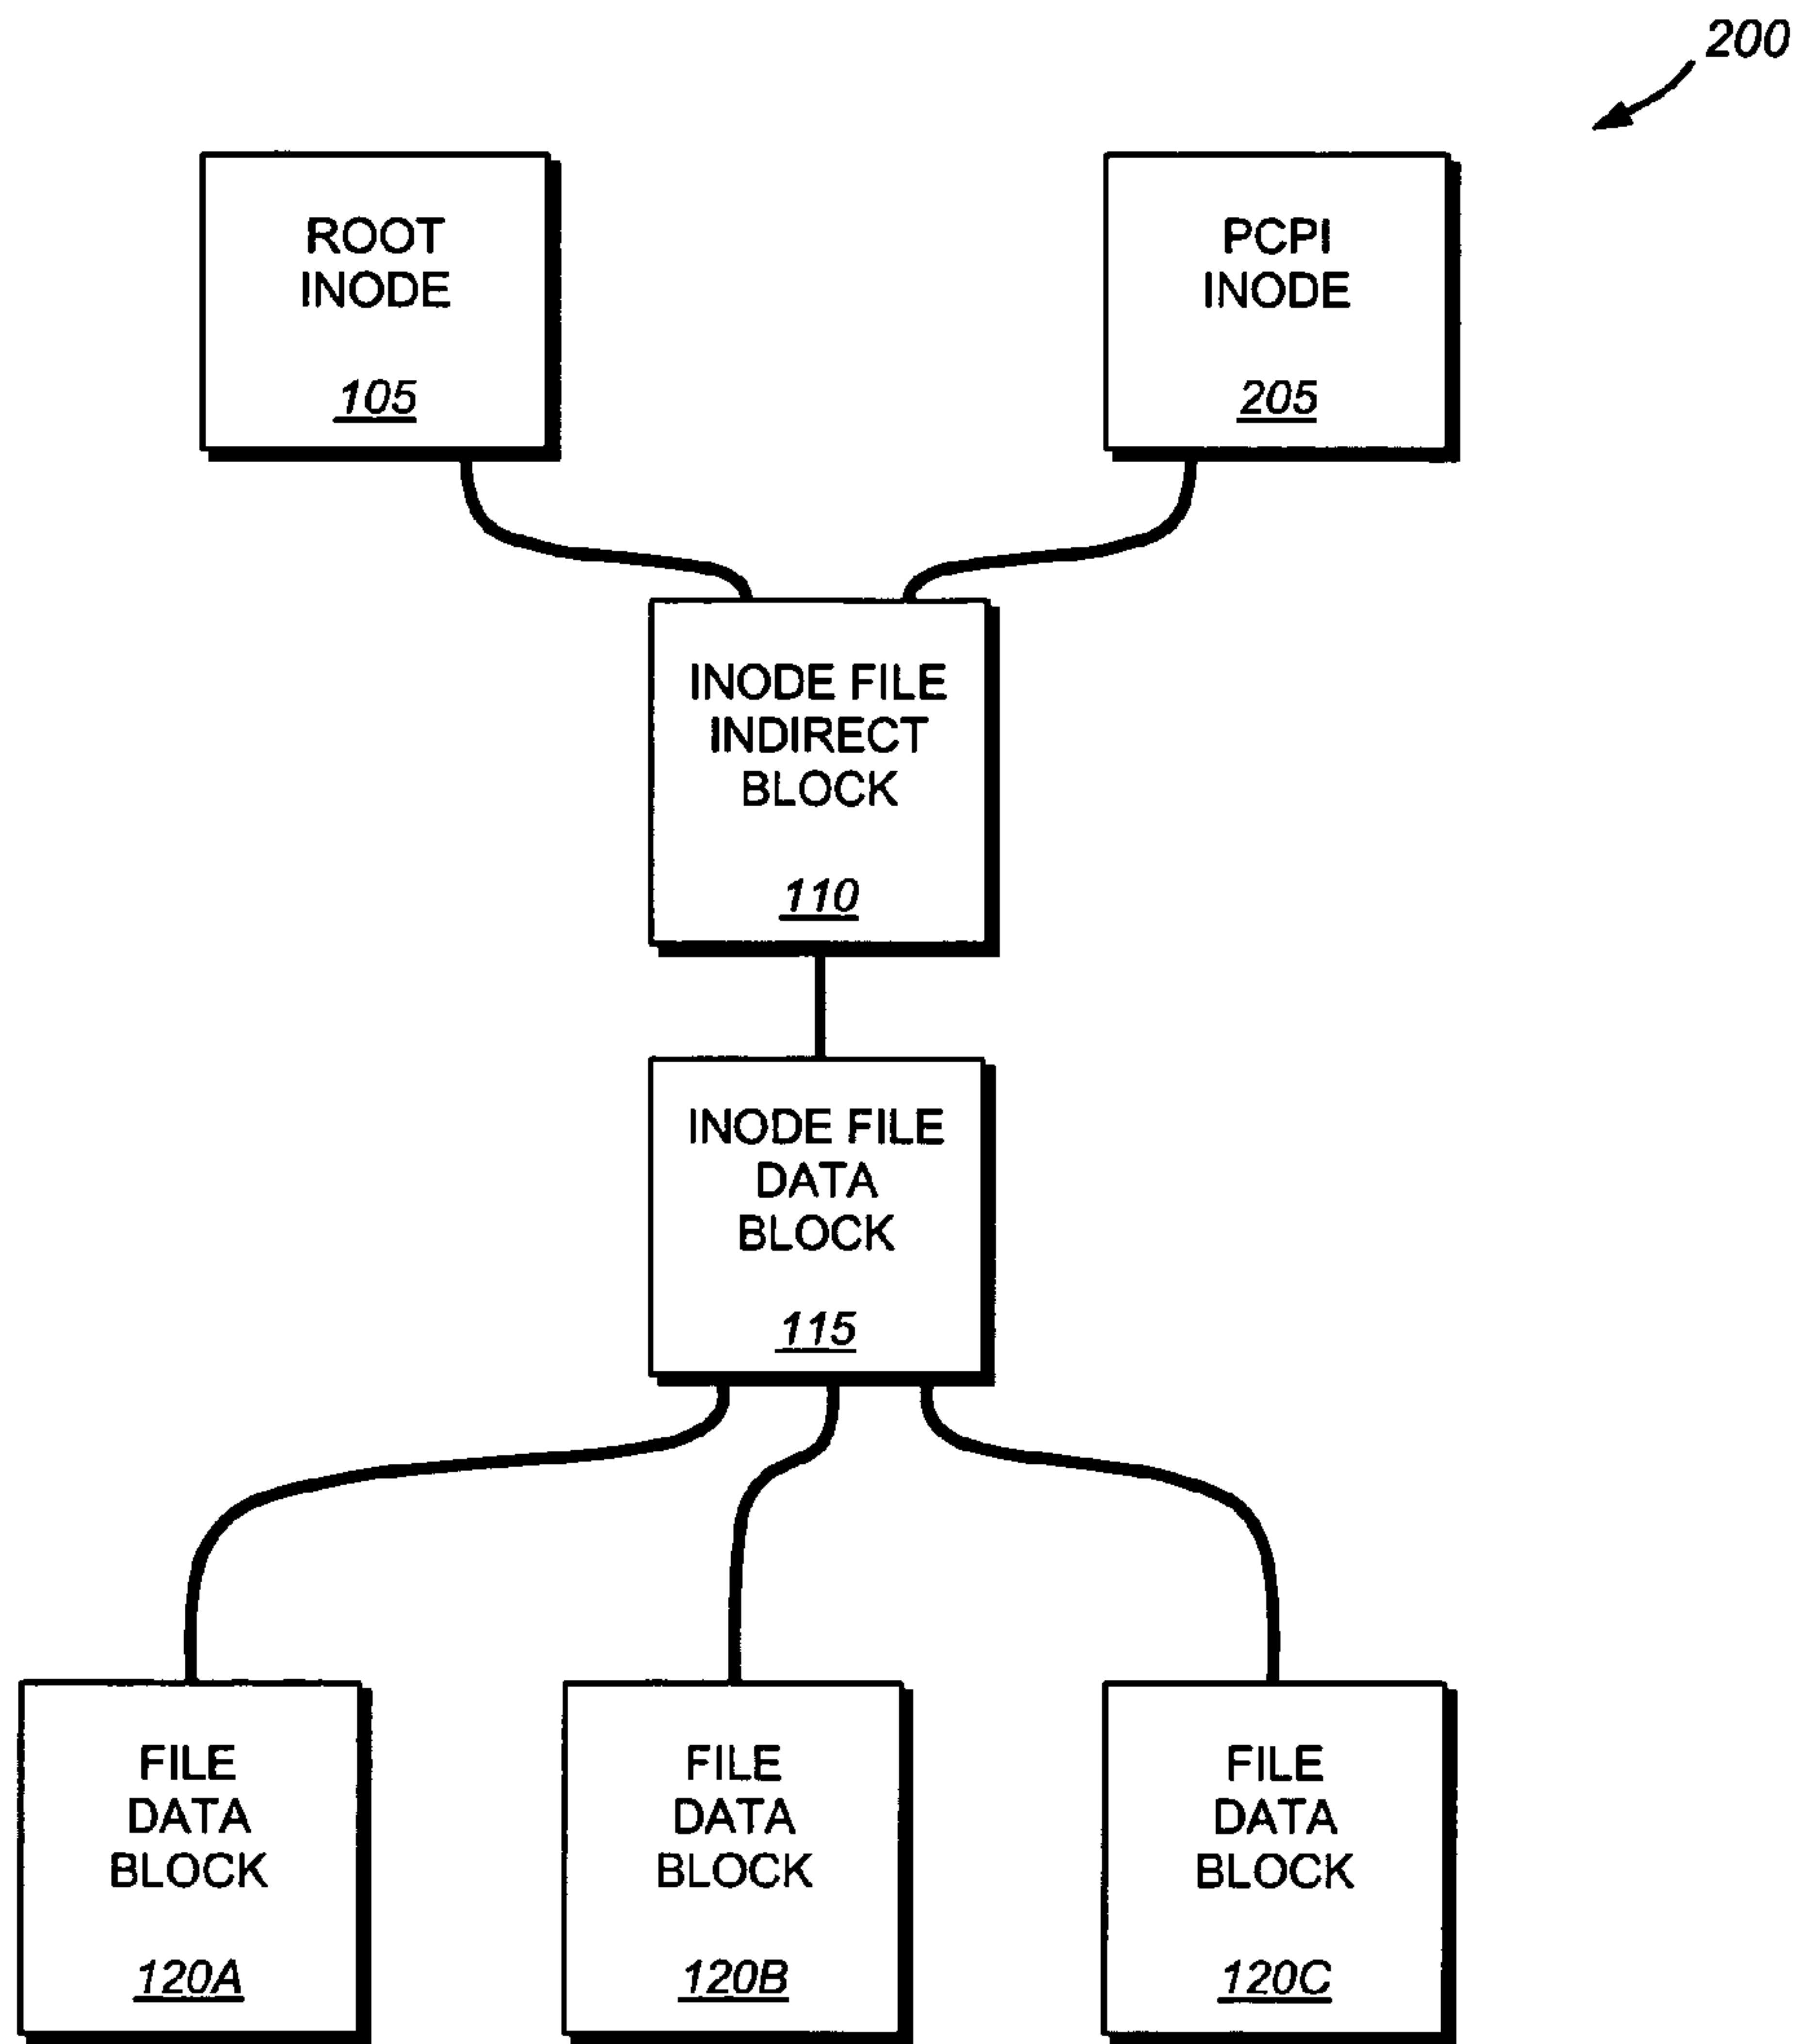 200
ROOT
INODE
105
PCPI
INODE
205
INODE FILE
INDIRECT
BLOCK
110
INODE FILE
DATA
BLOCK
115
FILE
DATA
BLOCK
120A
FILE
DATA
BLOCK
120B
FILE
DATA
BLOCK
120C